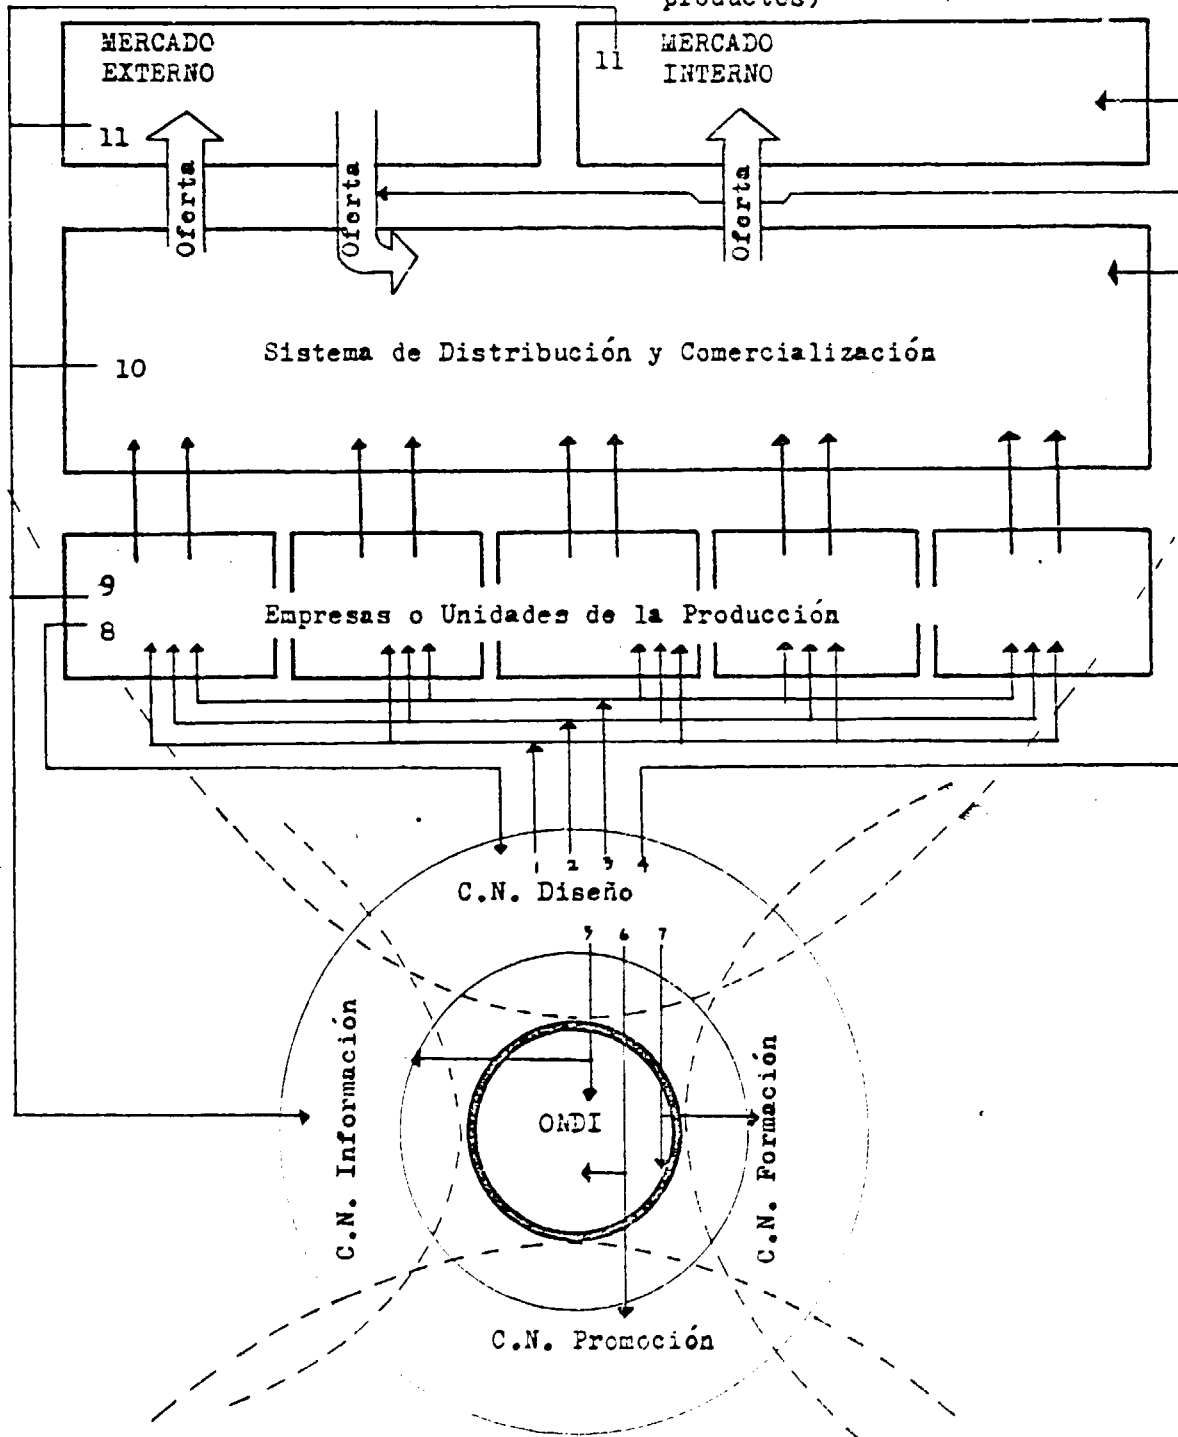 productos)
MERCADO
EXTERNO
11
MERCADO
INTERNO
11
Oferta
Oferta
Oferta
Sistema de Distribución y Comercialización
10
9
8
Empresas o Unidades de la Producción
1 2 3 4
C.N. Diseño
5 6 7
C.N. Información
ONDI
C.N. Formación
C.N. Promoción